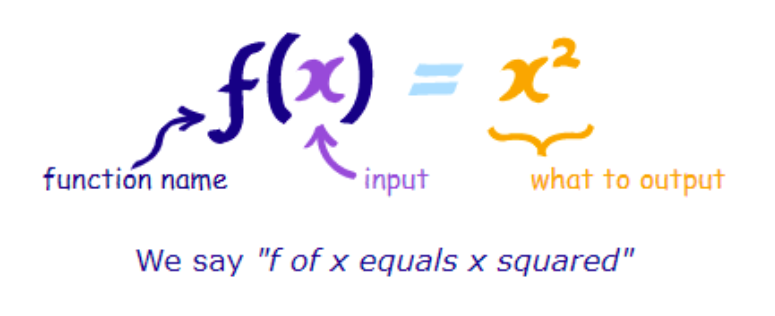 f(x) = x²
function name input what to output
We say "f of x equals x squared"